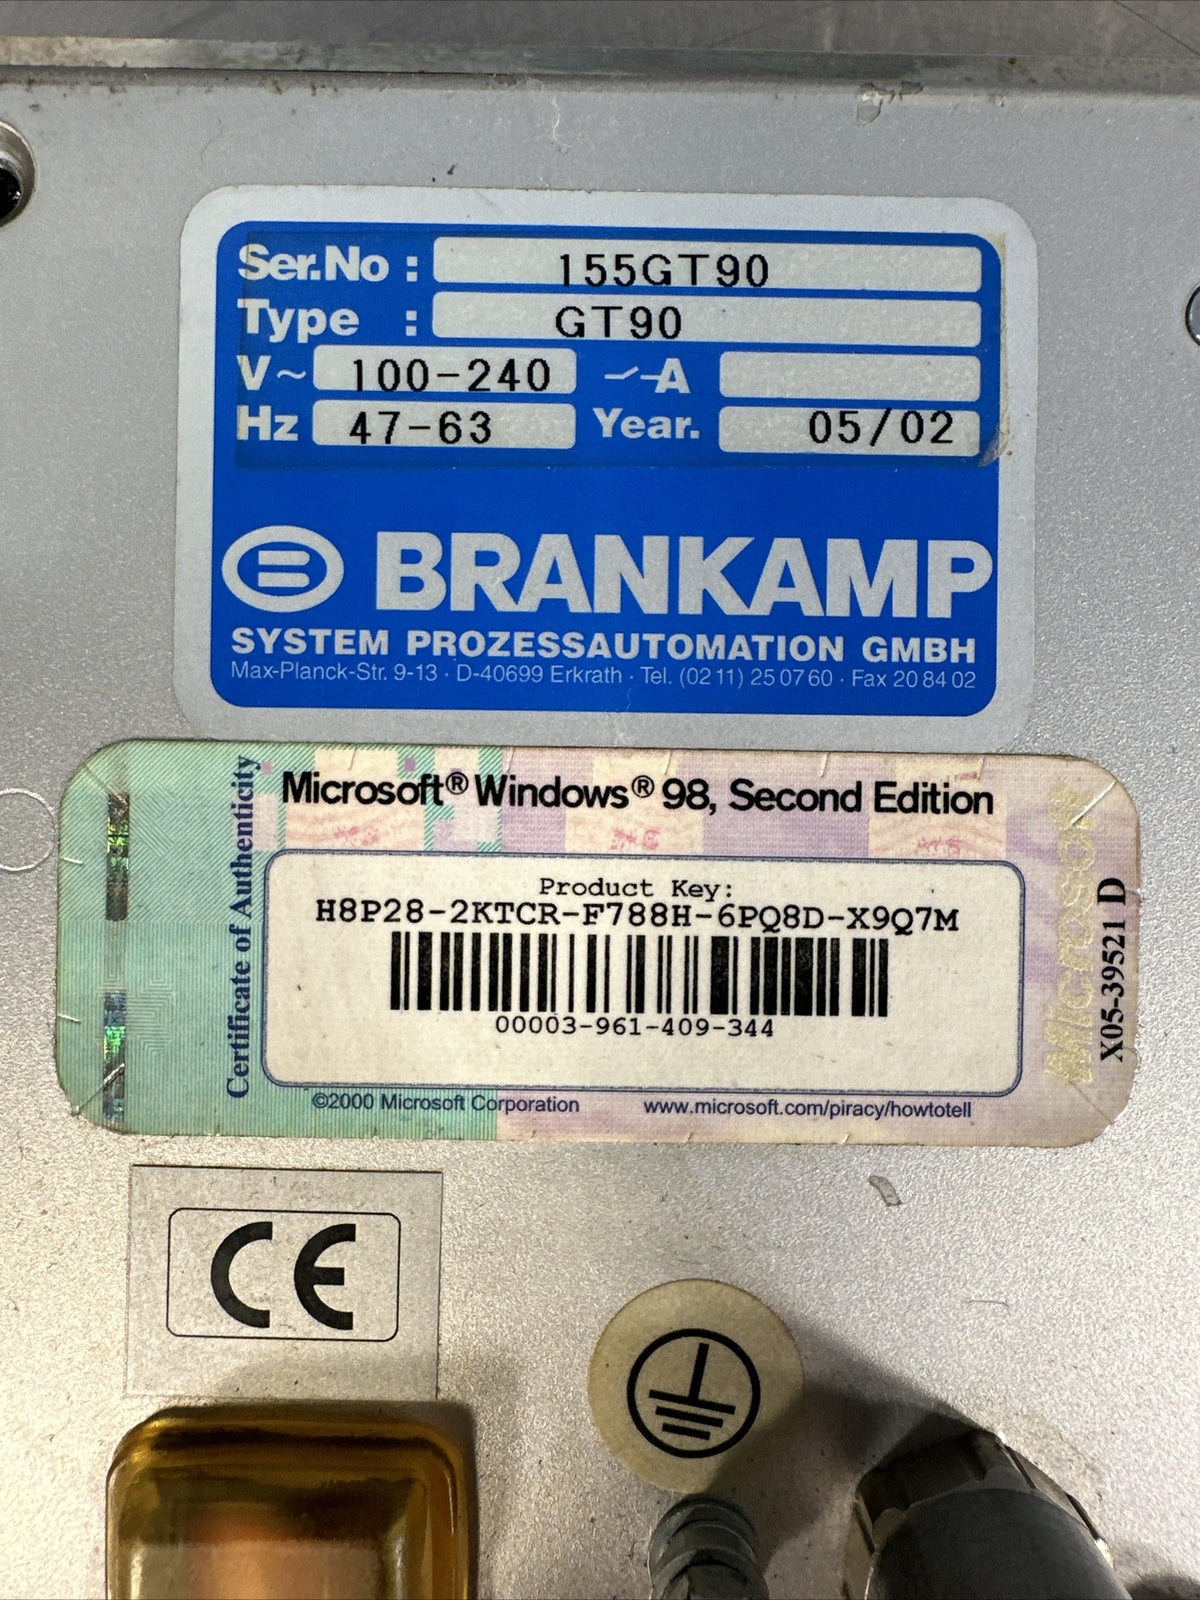 Ser.No : 155GT90
Type : GT90
V~ 100-240 A
Hz 47-63 Year. 05/02
B BRANKAMP
SYSTEM PROZESSAUTOMATION GMBH
Max-Planck-Str. 9-13 · D-40699 Erkrath · Tel. (02 11) 25 07 60 · Fax 20 84 02
Certificate of Authenticity
Microsoft® Windows® 98, Second Edition
Product Key:
H8P28-2KTCR-F788H-6PQ8D-X9Q7M
00003-961-409-344
©2000 Microsoft Corporation www.microsoft.com/piracy/howtotell
Microsoft
X05-39521 D
CE